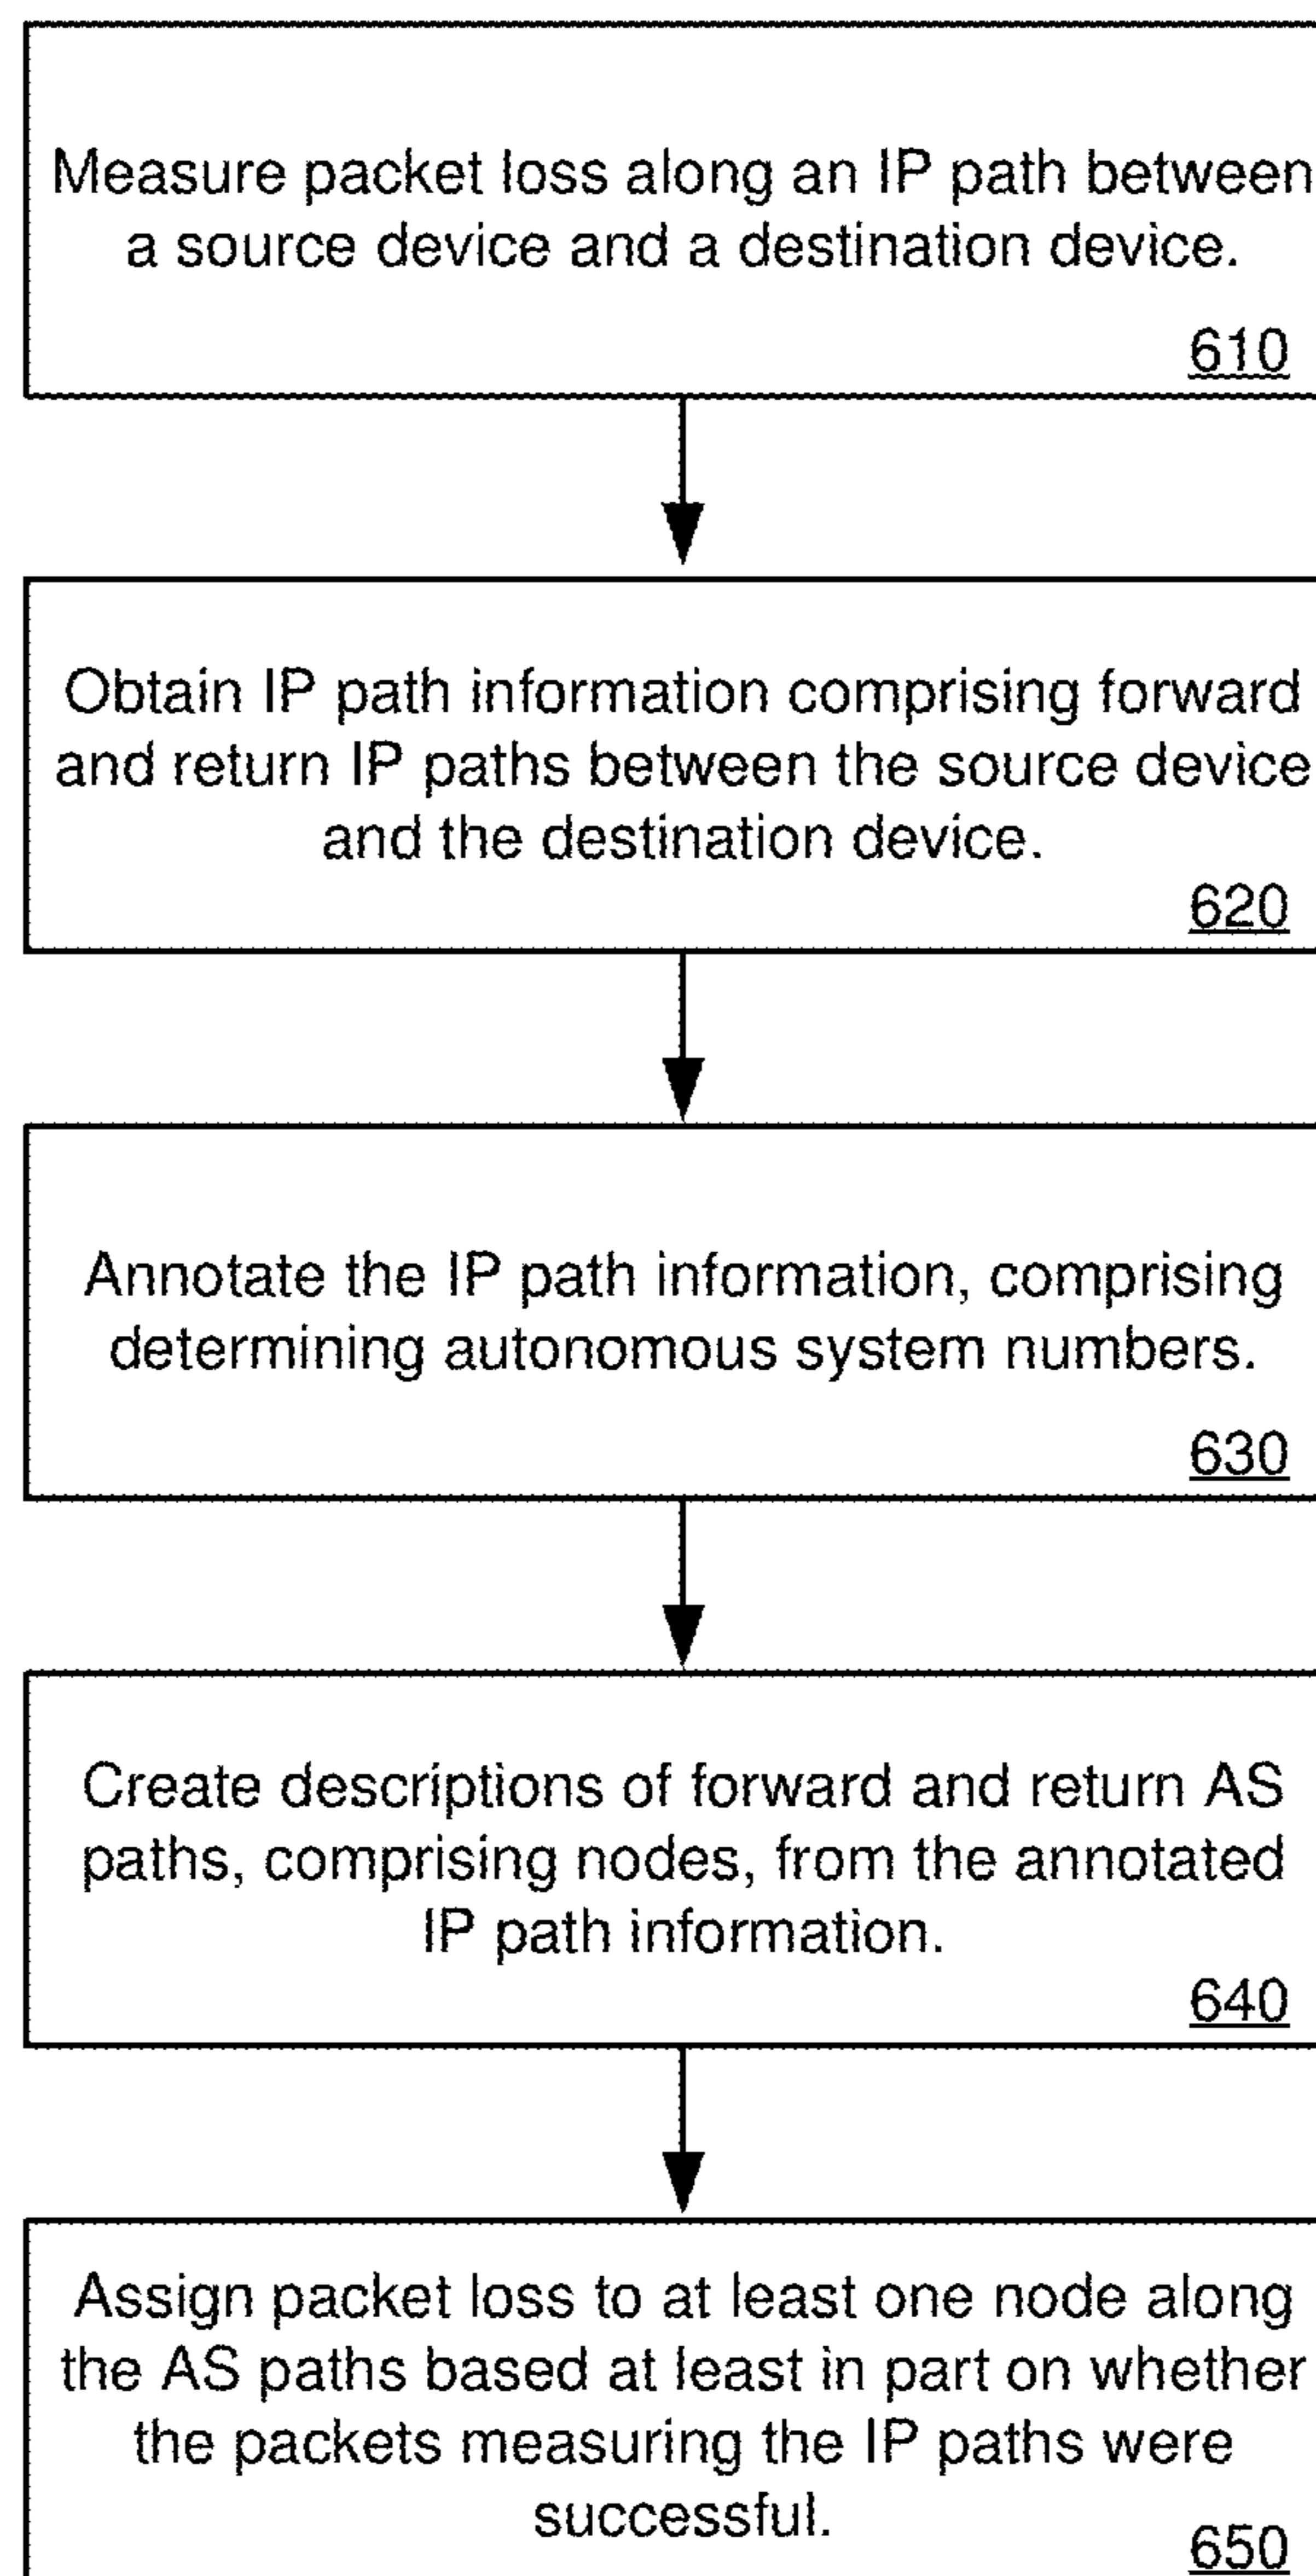 Measure packet loss along an IP path between
a source device and a destination device.
610
Obtain IP path information comprising forward
and return IP paths between the source device
and the destination device.
620
Annotate the IP path information, comprising
determining autonomous system numbers.
630
Create descriptions of forward and return AS
paths, comprising nodes, from the annotated
IP path information.
640
Assign packet loss to at least one node along
the AS paths based at least in part on whether
the packets measuring the IP paths were
successful.
650